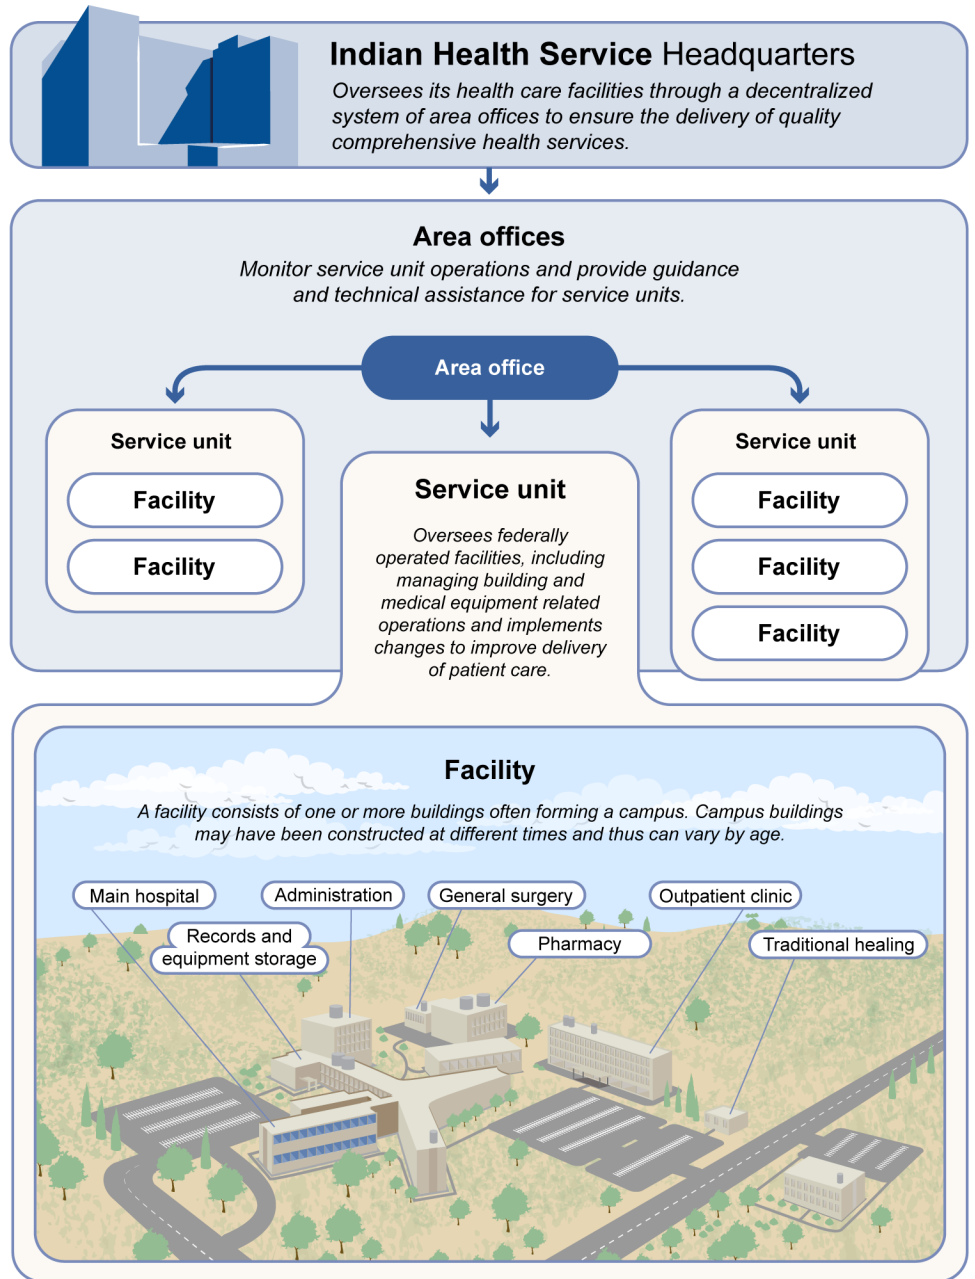 Indian Health Service Headquarters
Oversees its health care facilities through a decentralized
system of area offices to ensure the delivery of quality
comprehensive health services.
Area offices
Monitor service unit operations and provide guidance
and technical assistance for service units.
Area office
Service unit
Facility
Facility
Service unit
Oversees federally
operated facilities, including
managing building and
medical equipment related
operations and implements
changes to improve delivery
of patient care.
Service unit
Facility
Facility
Facility
Facility
A facility consists of one or more buildings often forming a campus. Campus buildings
may have been constructed at different times and thus can vary by age.
Main hospital
Administration
General surgery
Outpatient clinic
Records and
equipment storage
Pharmacy
Traditional healing